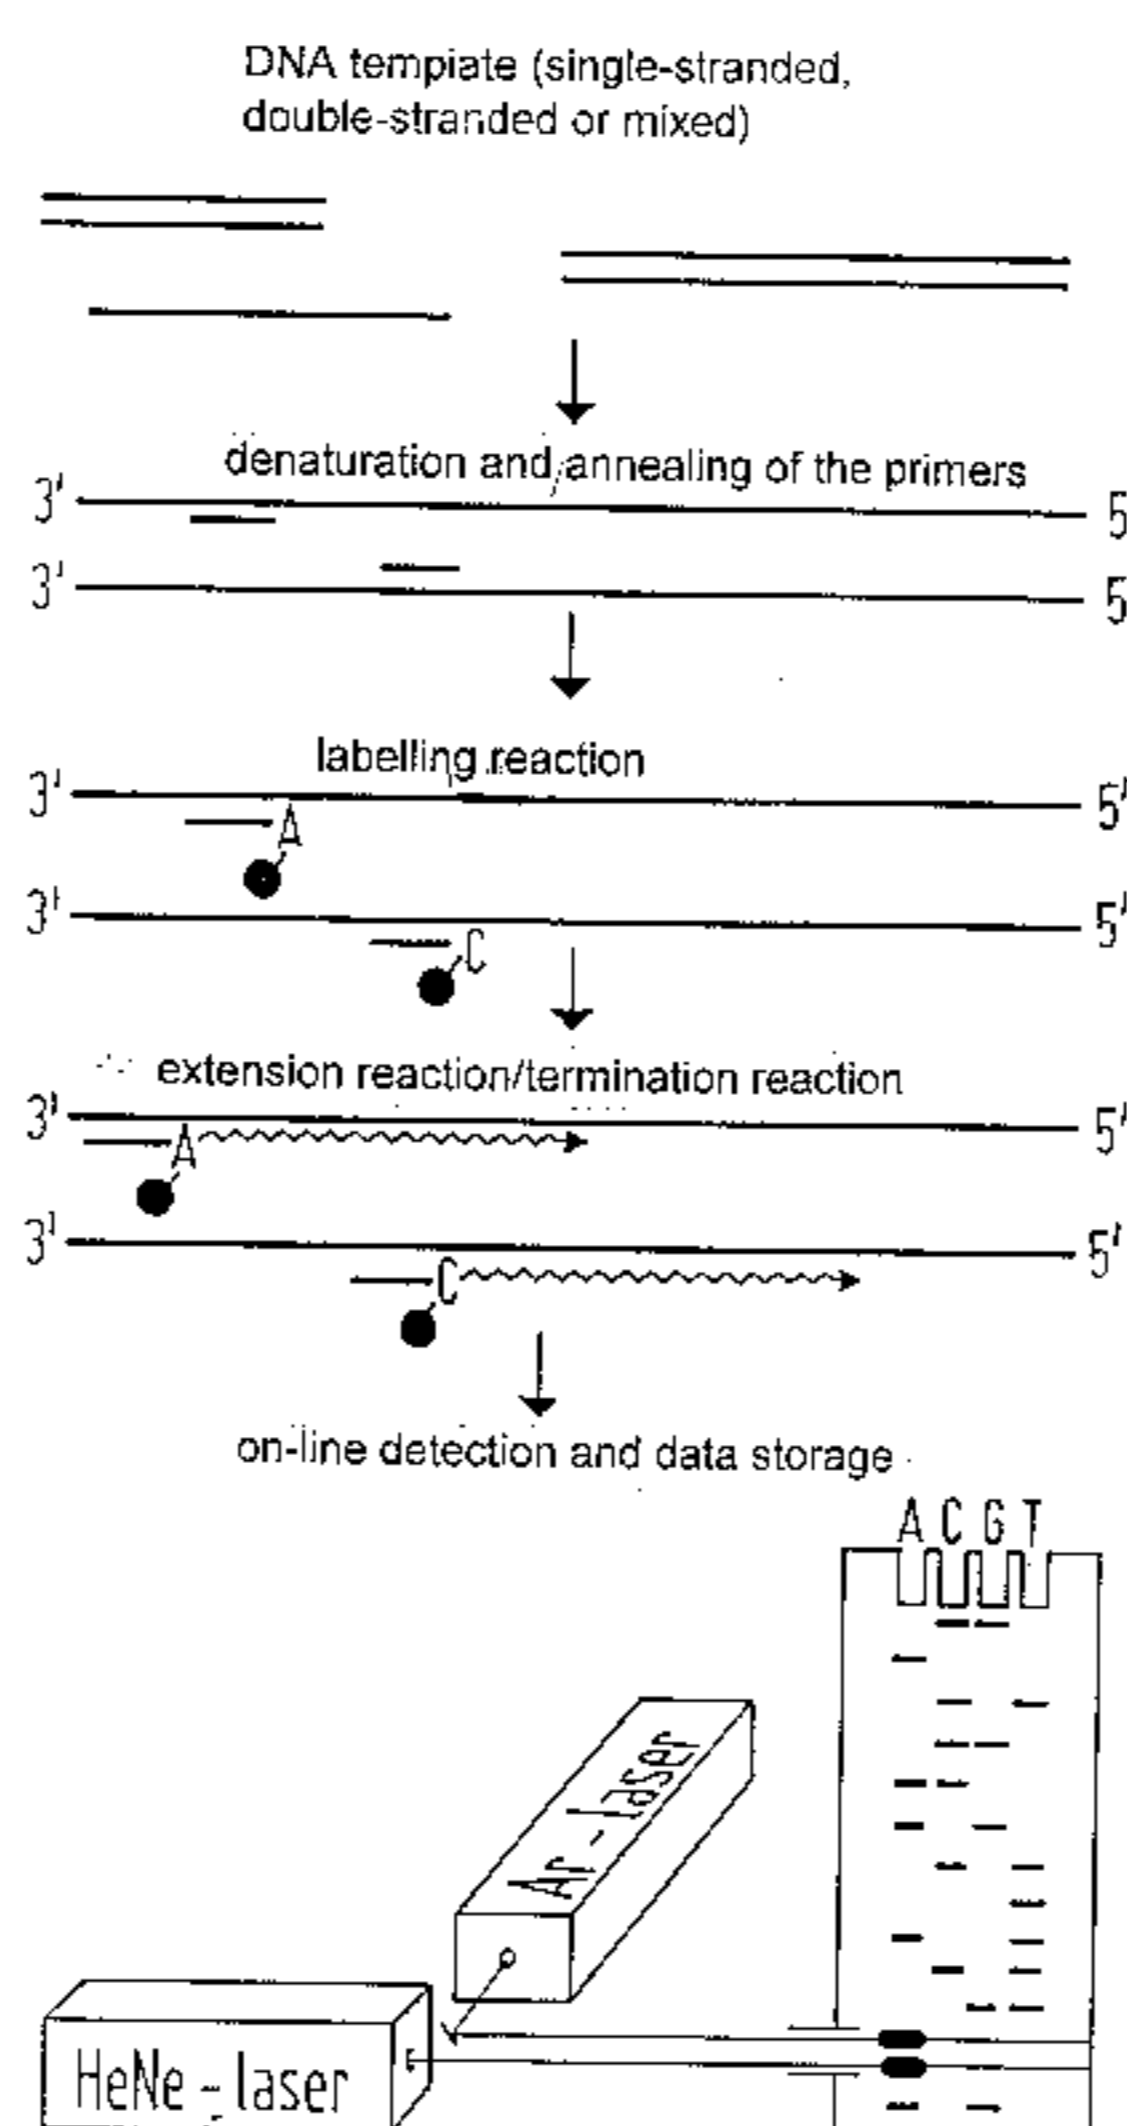 DNA template (single-stranded,
double-stranded or mixed)
denaturation and annealing of the primers
3' 5
3' 5
labelling reaction
3' 5'
A
3' 5'
C
extension reaction/termination reaction
3' 5'
A
3' 5'
C
on-line detection and data storage
A C G T
Ar-laser
HeNe-laser